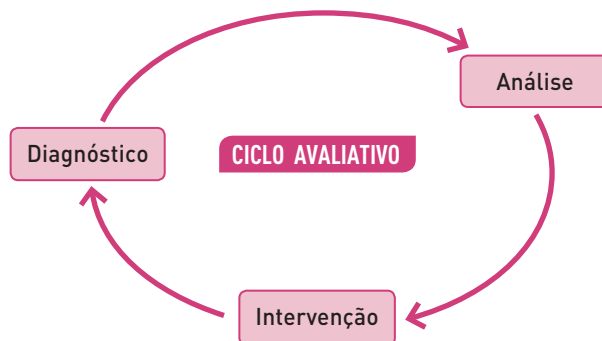 Análise
Diagnóstico
CICLO AVALIATIVO
Intervenção